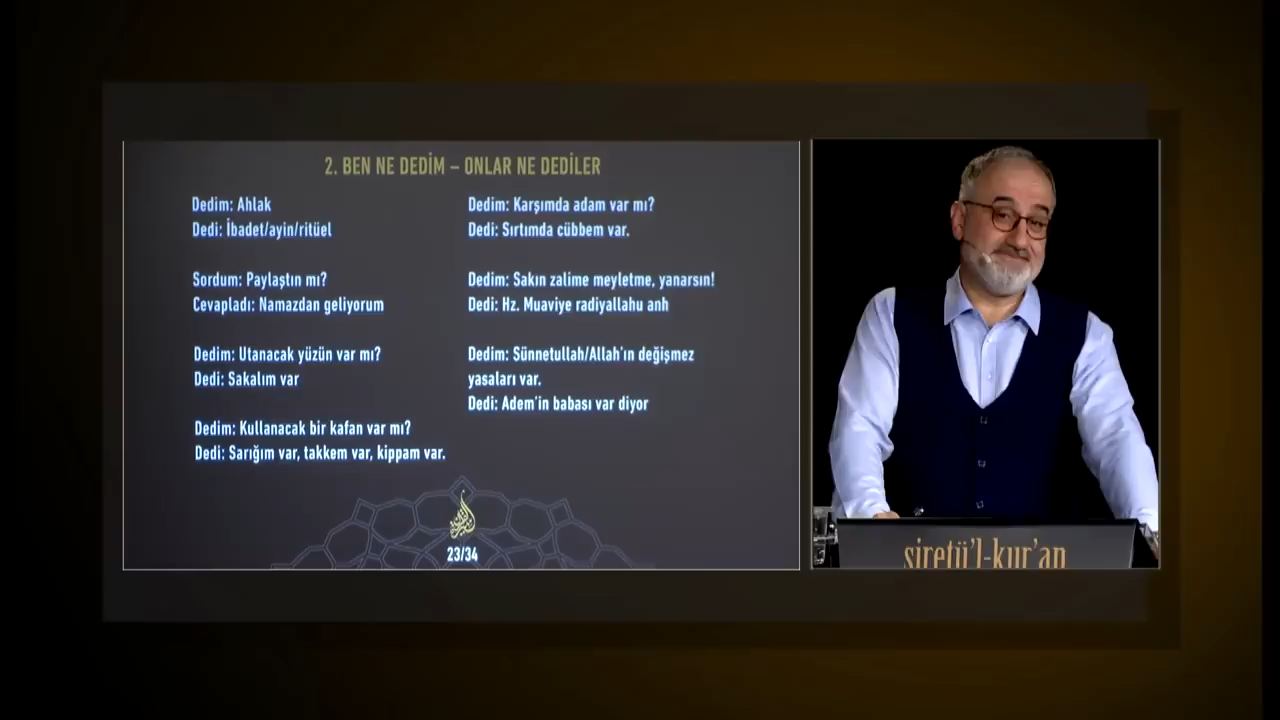 2. BEN NE DEDİM – ONLAR NE DEDİLER
Dedim: Ahlak
Dedi: İbadet/ayin/ritüel
Sordum: Paylaştın mı?
Cevapladı: Namazdan geliyorum
Dedim: Utanacak yüzün var mı?
Dedi: Sakalım var
Dedim: Kullanacak bir kafan var mı?
Dedi: Sarığım var, takkem var, kippam var.
Dedim: Karşımda adam var mı?
Dedi: Sırtımda cübbem var.
Dedim: Sakın zalime meyletme, yanarsın!
Dedi: Hz. Muaviye radiyallahu anh
Dedim: Sünnetullah/Allah'ın değişmez
yasaları var.
Dedi: Adem'in babası var diyor
23/34
siretü'l-kur'an